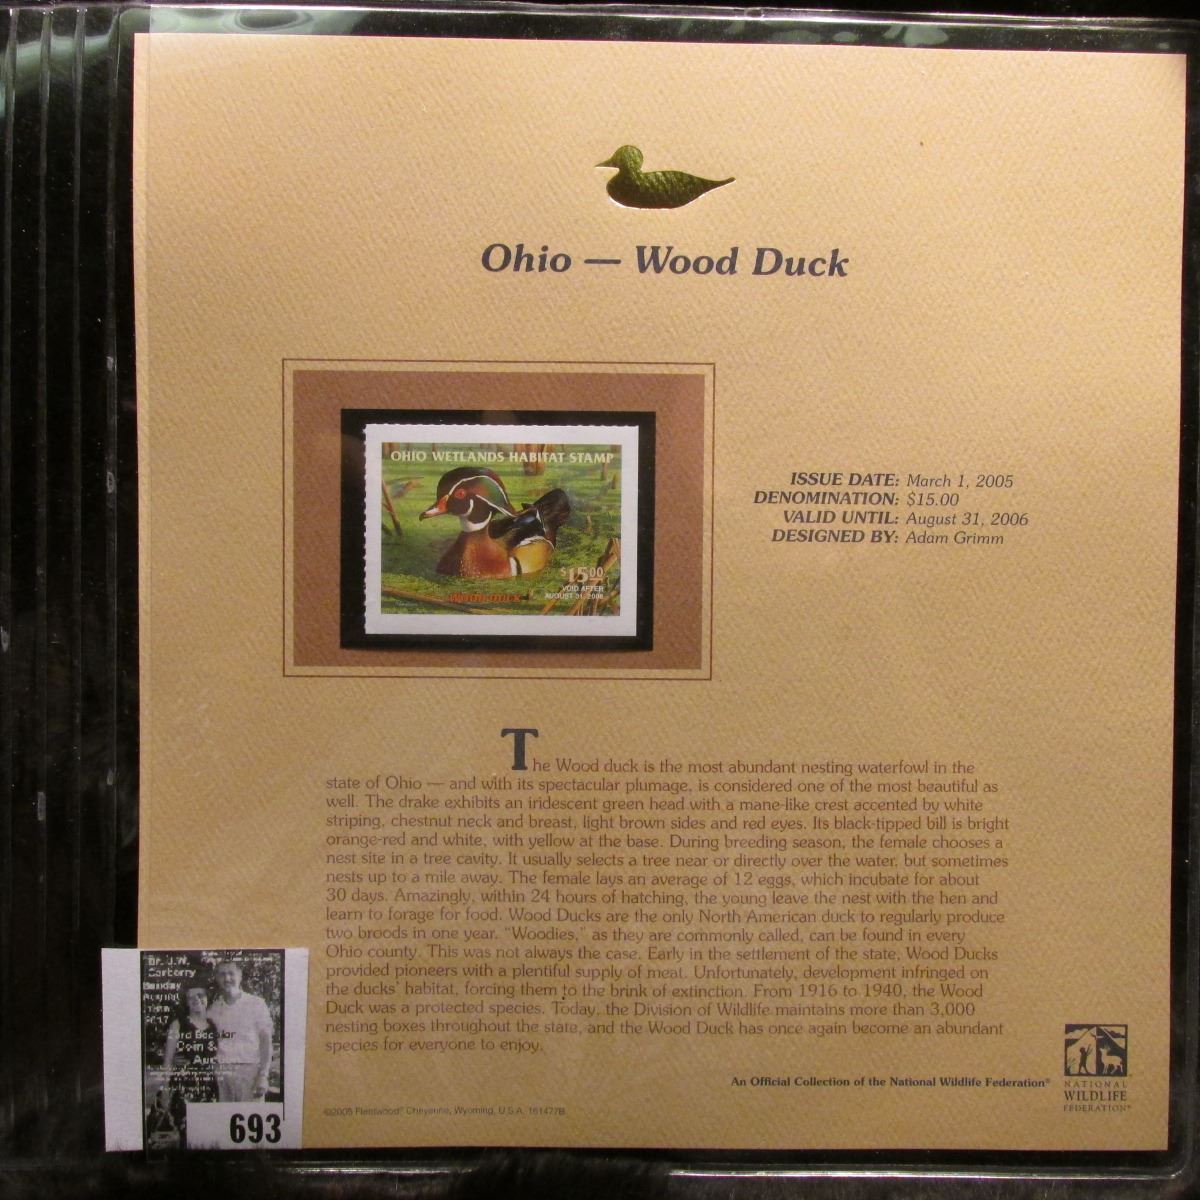 Ohio — Wood Duck
OHIO WETLANDS HABITAT STAMP
$15.00
VOID AFTER
AUGUST 31, 2006
Wood Duck
ISSUE DATE: March 1, 2005
DENOMINATION: $15.00
VALID UNTIL: August 31, 2006
DESIGNED BY: Adam Grimm
The Wood duck is the most abundant nesting waterfowl in the
state of Ohio — and with its spectacular plumage, is considered one of the most beautiful as
well. The drake exhibits an iridescent green head with a mane-like crest accented by white
striping, chestnut neck and breast, light brown sides and red eyes. Its black-tipped bill is bright
orange-red and white, with yellow at the base. During breeding season, the female chooses a
nest site in a tree cavity. It usually selects a tree near or directly over the water, but sometimes
nests up to a mile away. The female lays an average of 12 eggs, which incubate for about
30 days. Amazingly, within 24 hours of hatching, the young leave the nest with the hen and
learn to forage for food. Wood Ducks are the only North American duck to regularly produce
two broods in one year. “Woodies,” as they are commonly called, can be found in every
Ohio county. This was not always the case. Early in the settlement of the state, Wood Ducks
provided pioneers with a plentiful supply of meat. Unfortunately, development infringed on
the ducks’ habitat, forcing them to the brink of extinction. From 1916 to 1940, the Wood
Duck was a protected species. Today, the Division of Wildlife maintains more than 3,000
nesting boxes throughout the state, and the Wood Duck has once again become an abundant
species for everyone to enjoy.
An Official Collection of the National Wildlife Federation®
NATIONAL
WILDLIFE
FEDERATION®
©2005 Fleetwood® Cheyenne, Wyoming, U.S.A. 161477B
Dr. J.W.
Carberry
Sunday
2017
Coin &
693